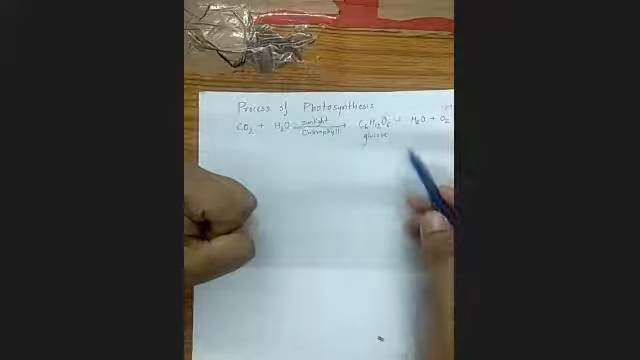 Process of Photosynthesis
CO₂ + H₂O sunlight → C₆H₁₂O₆ + H₂O + O₂
Chlorophyll
glucose